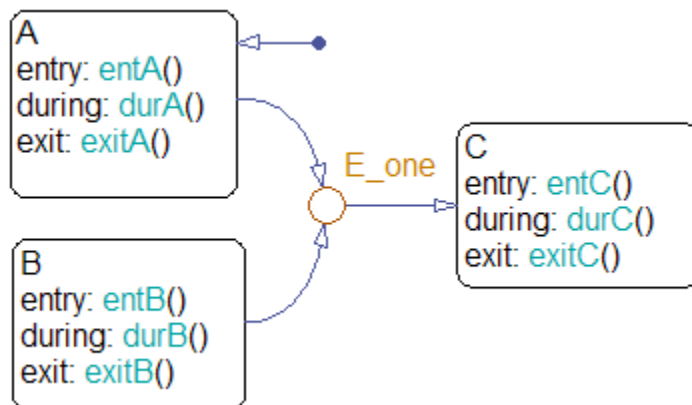 A
entry: entA()
during: durA()
exit: exitA()
E_one
C
entry: entC()
during: durC()
exit: exitC()
B
entry: entB()
during: durB()
exit: exitB()